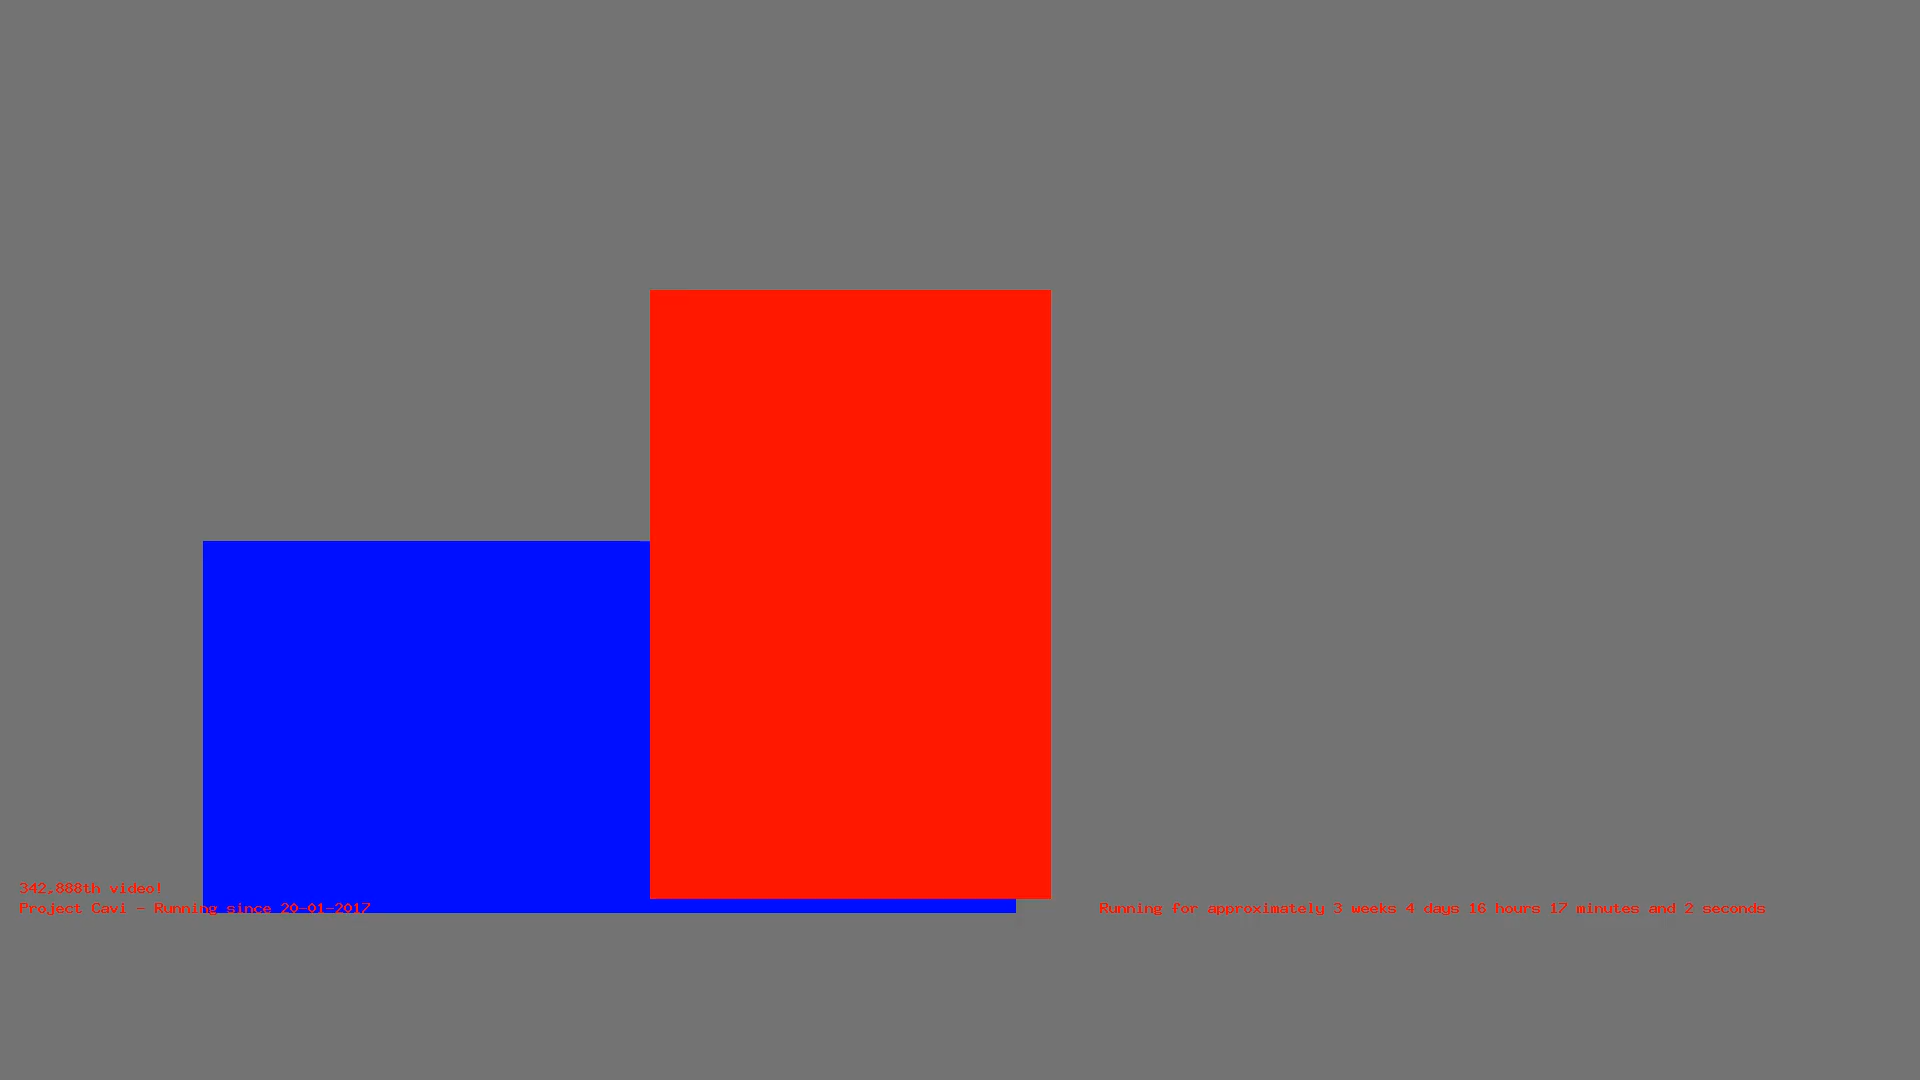 342,888th video!
Project Cavi - Running since 20-01-2017
Running for approximately 3 weeks 4 days 16 hours 17 minutes and 2 seconds